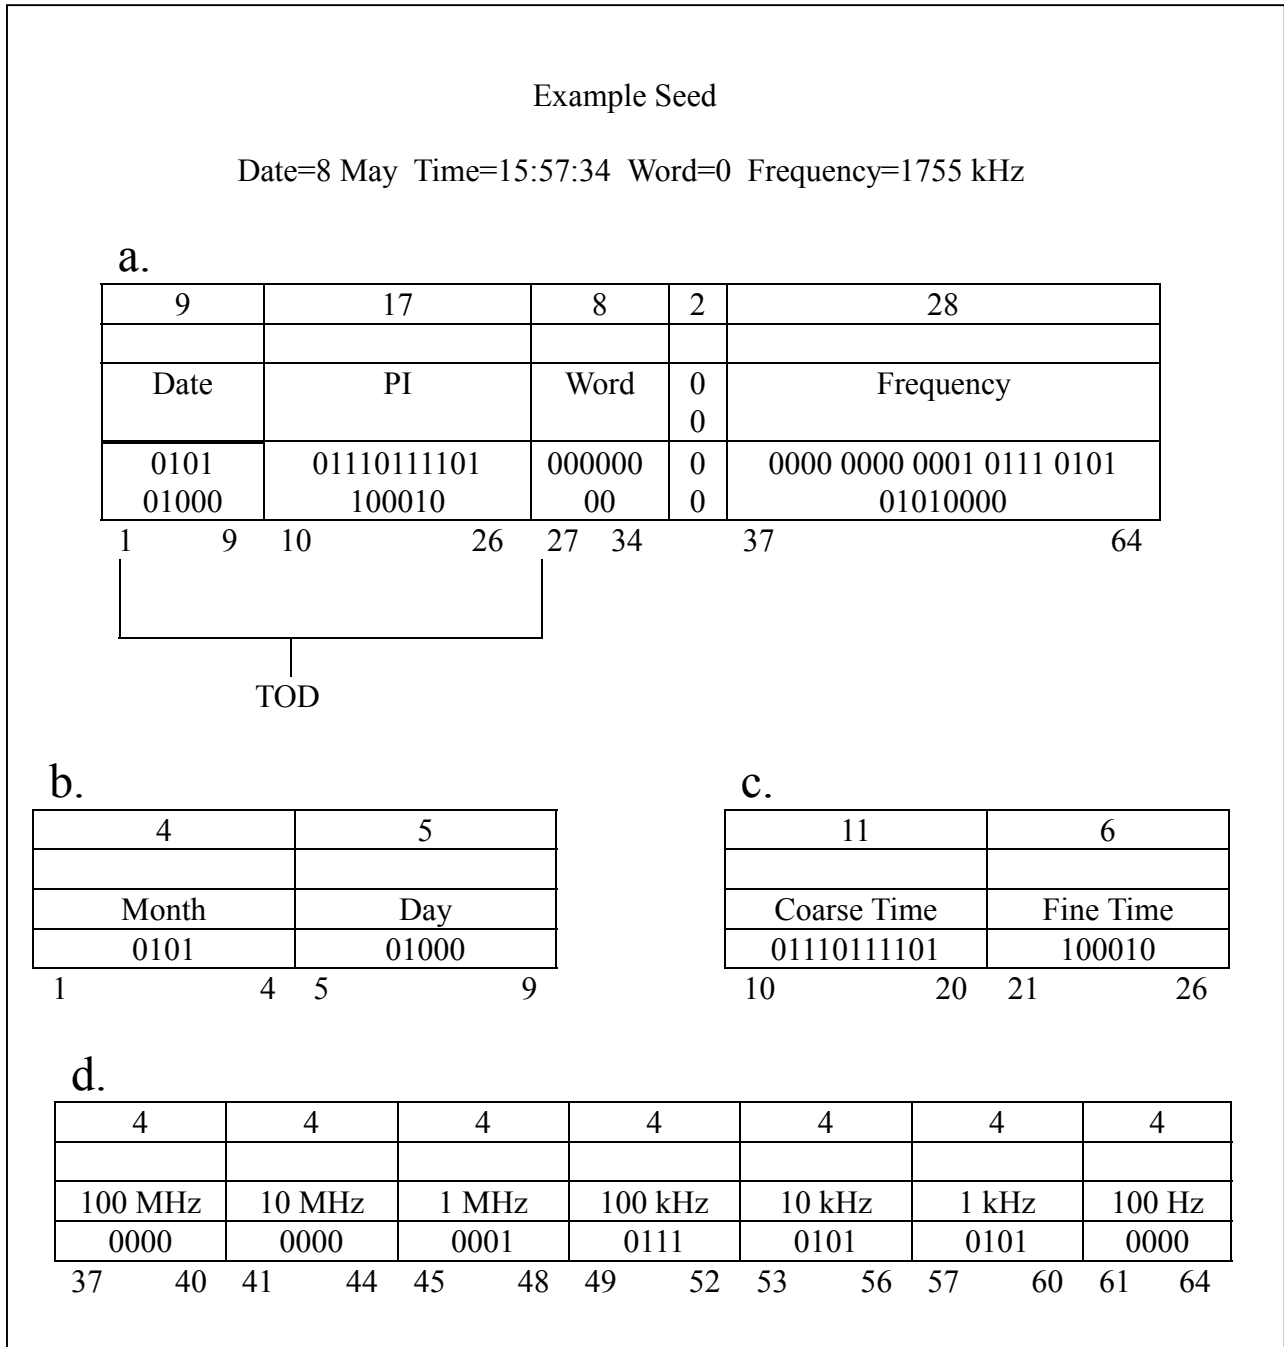 Example Seed
Date=8 May Time=15:57:34 Word=0 Frequency=1755 kHz
a.
9 17 8 2 28
Date PI Word 0 Frequency
0
0101 01110111101 000000 0 0000 0000 0001 0111 0101
01000 100010 00 0 01010000
1 9 10 26 27 34 37 64
TOD
b.
4 5
Month Day
0101 01000
1 4 5 9
c.
11 6
Coarse Time Fine Time
01110111101 100010
10 20 21 26
d.
4 4 4 4 4 4 4
100 MHz 10 MHz 1 MHz 100 kHz 10 kHz 1 kHz 100 Hz
0000 0000 0001 0111 0101 0101 0000
37 40 41 44 45 48 49 52 53 56 57 60 61 64